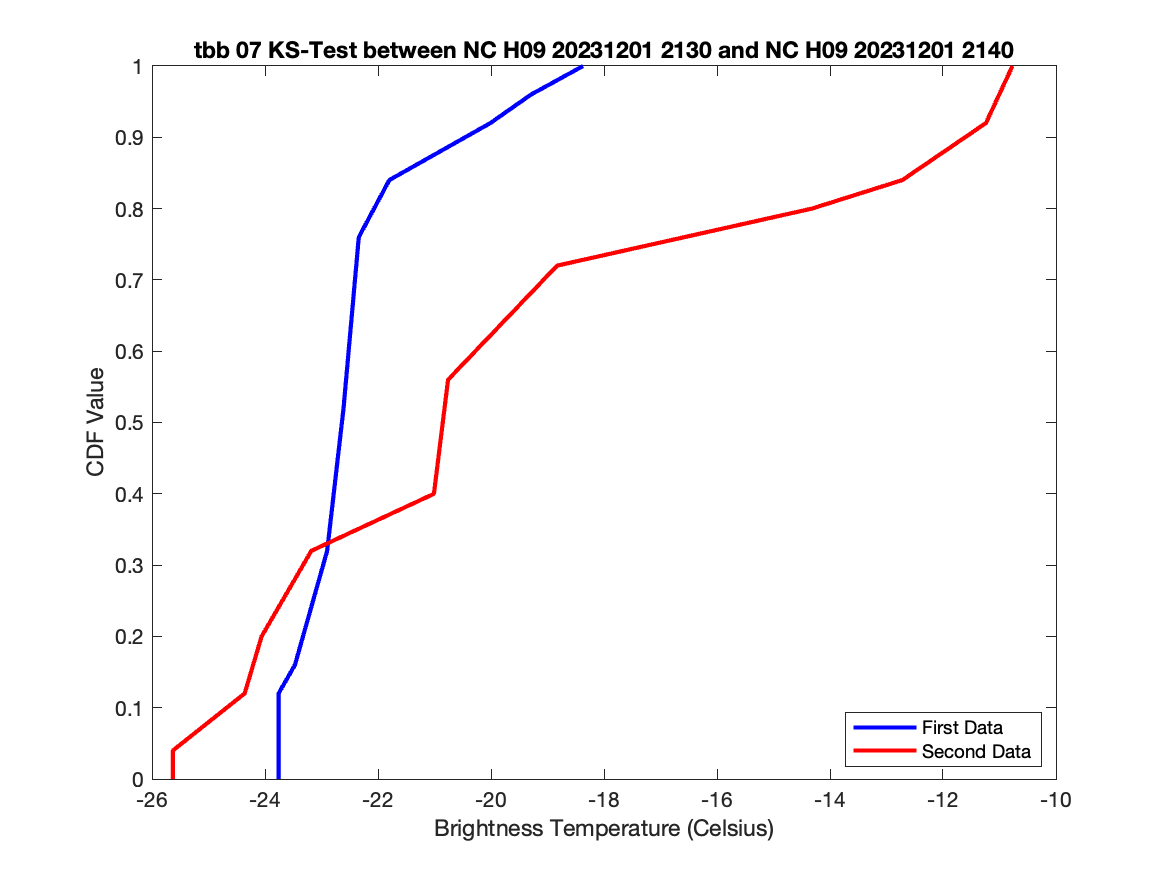 tbb 07 KS-Test between NC H09 20231201 2130 and NC H09 20231201 2140
1
0.9
0.8
0.7
0.6
0.5
0.4
0.3
0.2
0.1
0
CDF Value
-26 -24 -22 -20 -18 -16 -14 -12 -10
Brightness Temperature (Celsius)
First Data
Second Data